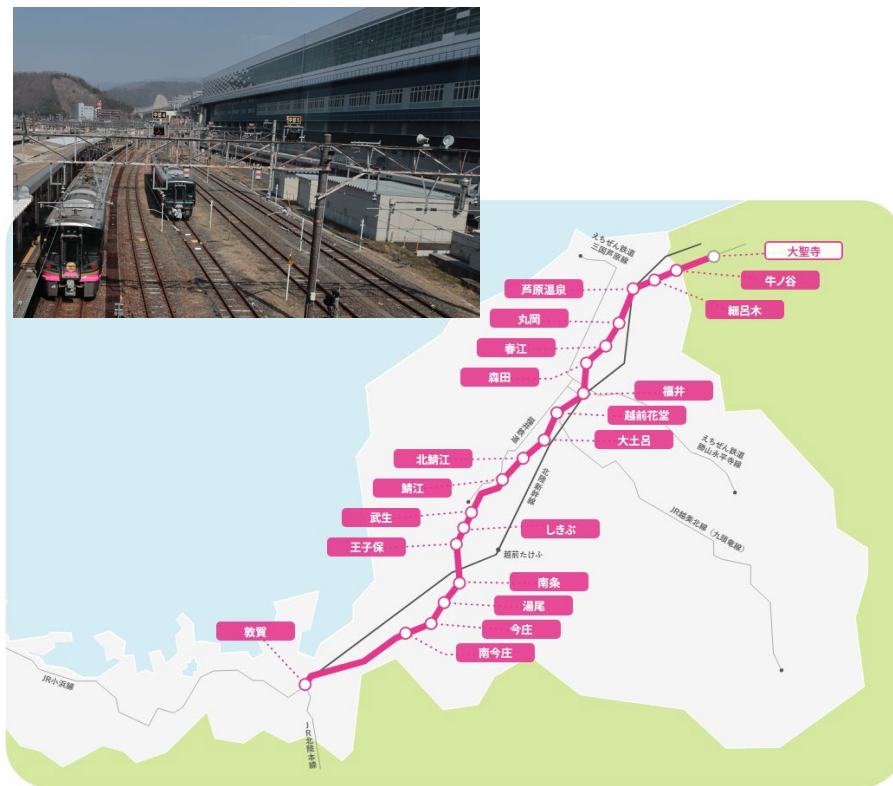 えちぜん鉄道
三国芦原線
大聖寺
牛ノ谷
細呂木
芦原温泉
丸岡
春江
森田
福井
越前花堂
大土呂
福井鉄道
えちぜん鉄道
勝山永平寺線
北鯖江
鯖江
北陸新幹線
武生
しきぶ
JR越美北線（九頭竜線）
王子保
越前たけふ
南条
湯尾
今庄
南今庄
敦賀
JR小浜線
JR北陸本線